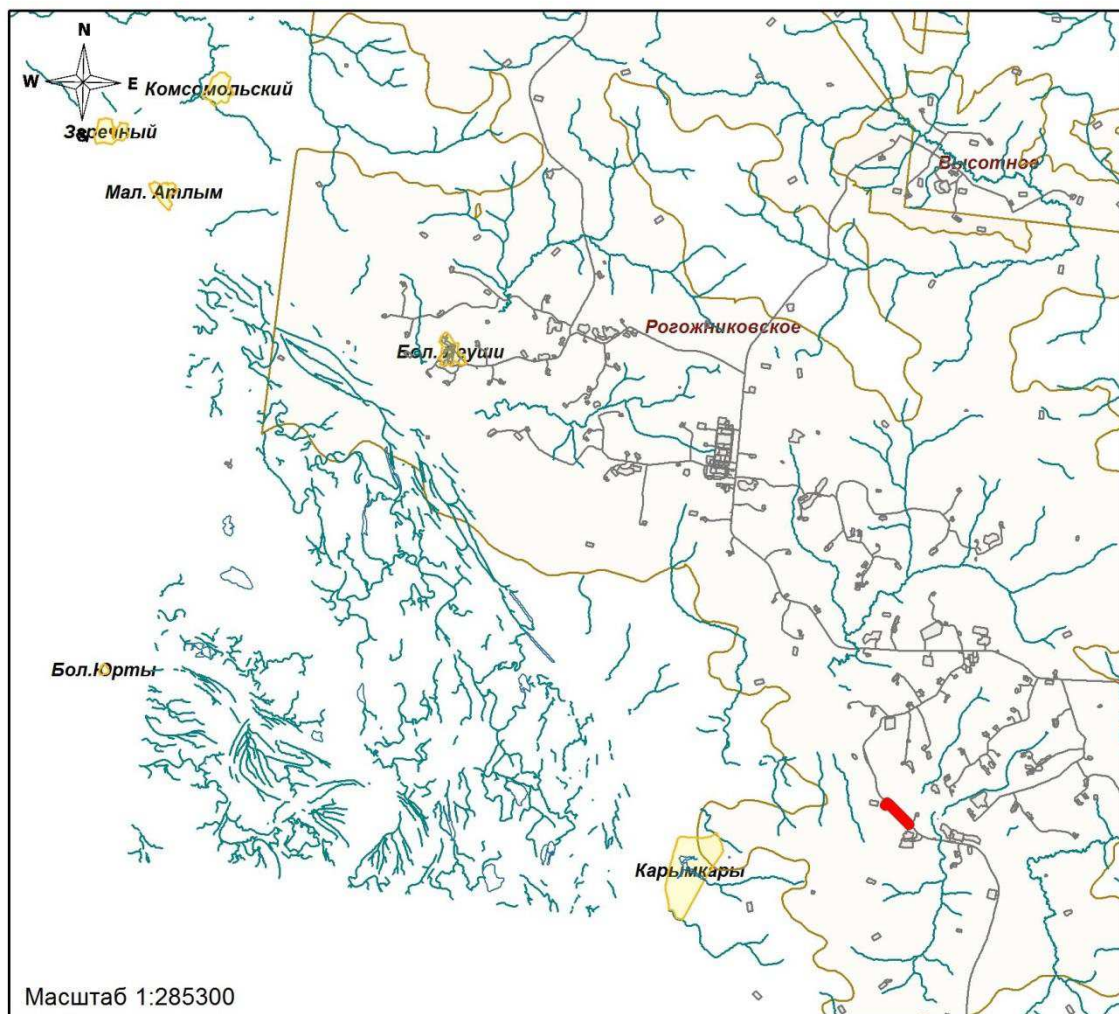 N
W
E
S
Комсомольский
Заречный
Мал. Атлым
Высотное
Рогожниковское
Бол. Леуши
Бол.Юрты
Карымкары
Масштаб 1:285300